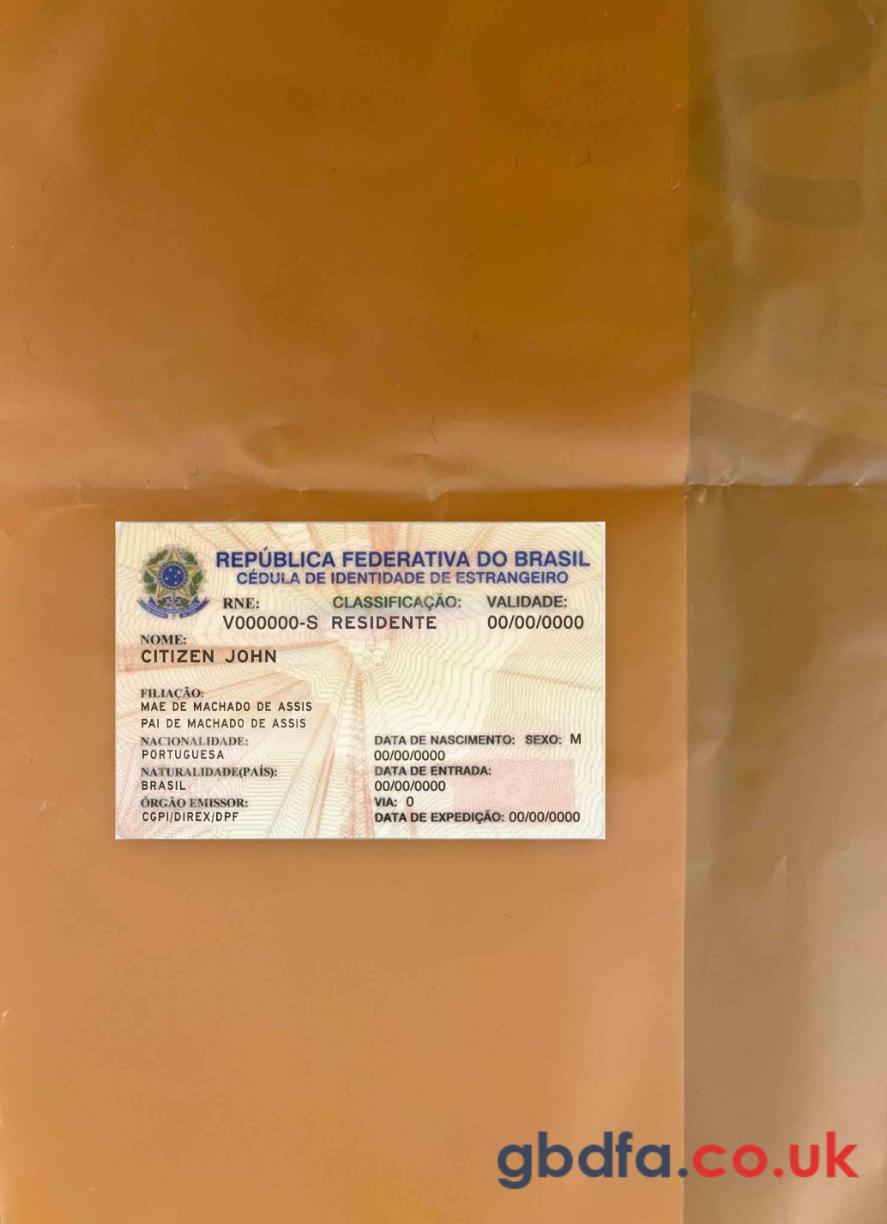 REPÚBLICA FEDERATIVA DO BRASIL
CÉDULA DE IDENTIDADE DE ESTRANGEIRO
RNE: CLASSIFICAÇÃO: VALIDADE:
V000000-S RESIDENTE 00/00/0000
NOME:
CITIZEN JOHN
FILIAÇÃO:
MAE DE MACHADO DE ASSIS
PAI DE MACHADO DE ASSIS
NACIONALIDADE: DATA DE NASCIMENTO: SEXO: M
PORTUGUESA 00/00/0000
NATURALIDADE(PAÍS): DATA DE ENTRADA:
BRASIL 00/00/0000
ÓRGÃO EMISSOR: VIA: 0
CGPI/DIREX/DPF DATA DE EXPEDIÇÃO: 00/00/0000
gbdfa.co.uk